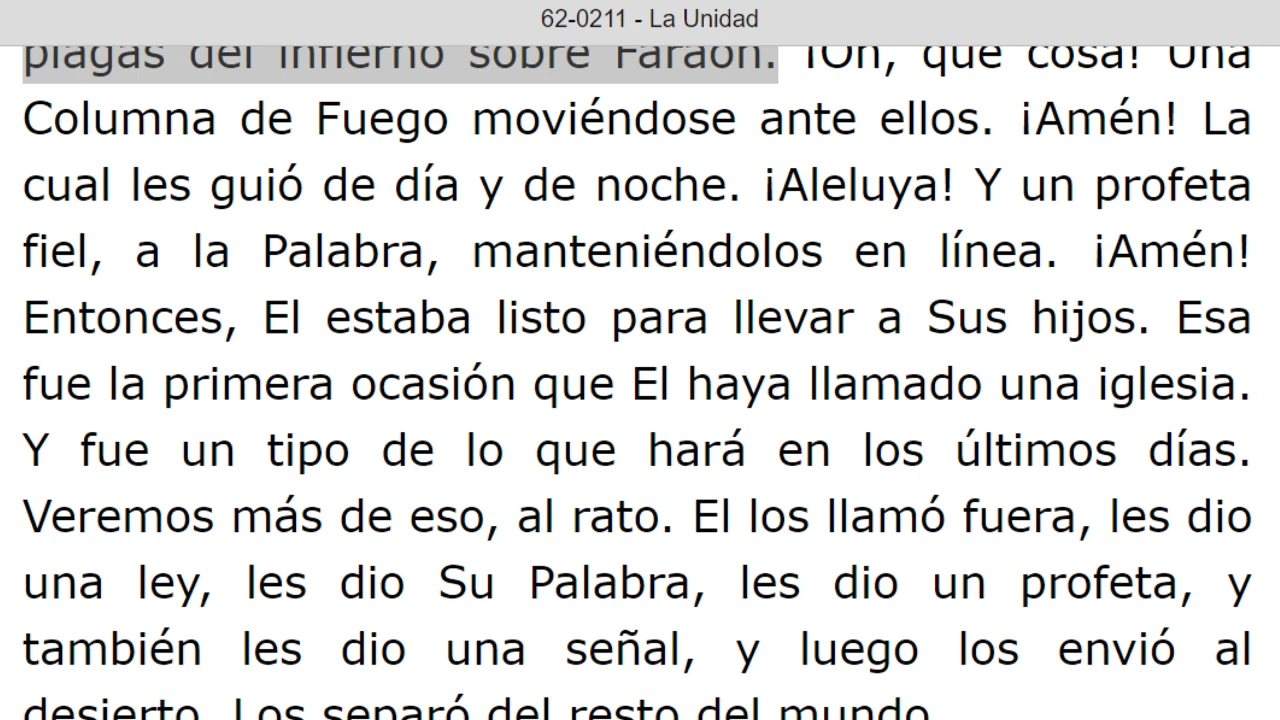 62-0211 - La Unidad
plagas del infierno sobre Faraón. ¡Oh, qué cosa! Una
Columna de Fuego moviéndose ante ellos. ¡Amén! La
cual les guió de día y de noche. ¡Aleluya! Y un profeta
fiel, a la Palabra, manteniéndolos en línea. ¡Amén!
Entonces, El estaba listo para llevar a Sus hijos. Esa
fue la primera ocasión que El haya llamado una iglesia.
Y fue un tipo de lo que hará en los últimos días.
Veremos más de eso, al rato. El los llamó fuera, les dio
una ley, les dio Su Palabra, les dio un profeta, y
también les dio una señal, y luego los envió al
desierto. Los separó del resto del mundo.